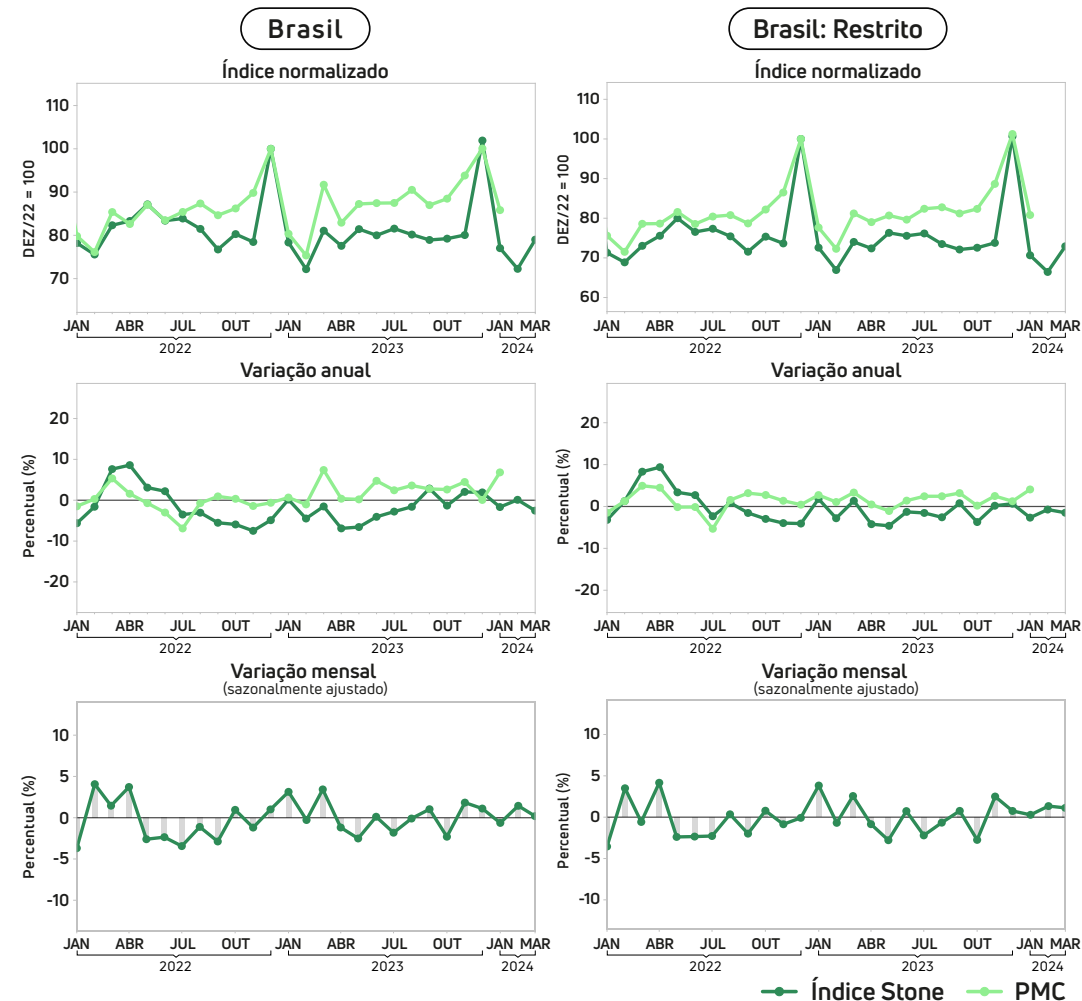 Brasil
Índice normalizado
DEZ/22 = 100
110
100
90
80
70
JAN ABR JUL OUT JAN ABR JUL OUT JAN MAR
2022 2023 2024
Variação anual
Percentual (%)
20
10
0
-10
-20
JAN ABR JUL OUT JAN ABR JUL OUT JAN MAR
2022 2023 2024
Variação mensal
(sazonalmente ajustado)
Percentual (%)
10
5
0
-5
-10
JAN ABR JUL OUT JAN ABR JUL OUT JAN MAR
2022 2023 2024
Brasil: Restrito
Índice normalizado
DEZ/22 = 100
110
100
90
80
70
60
JAN ABR JUL OUT JAN ABR JUL OUT JAN MAR
2022 2023 2024
Variação anual
Percentual (%)
20
10
0
-10
-20
JAN ABR JUL OUT JAN ABR JUL OUT JAN MAR
2022 2023 2024
Variação mensal
(sazonalmente ajustado)
Percentual (%)
10
5
0
-5
-10
JAN ABR JUL OUT JAN ABR JUL OUT JAN MAR
2022 2023 2024
Índice Stone PMC